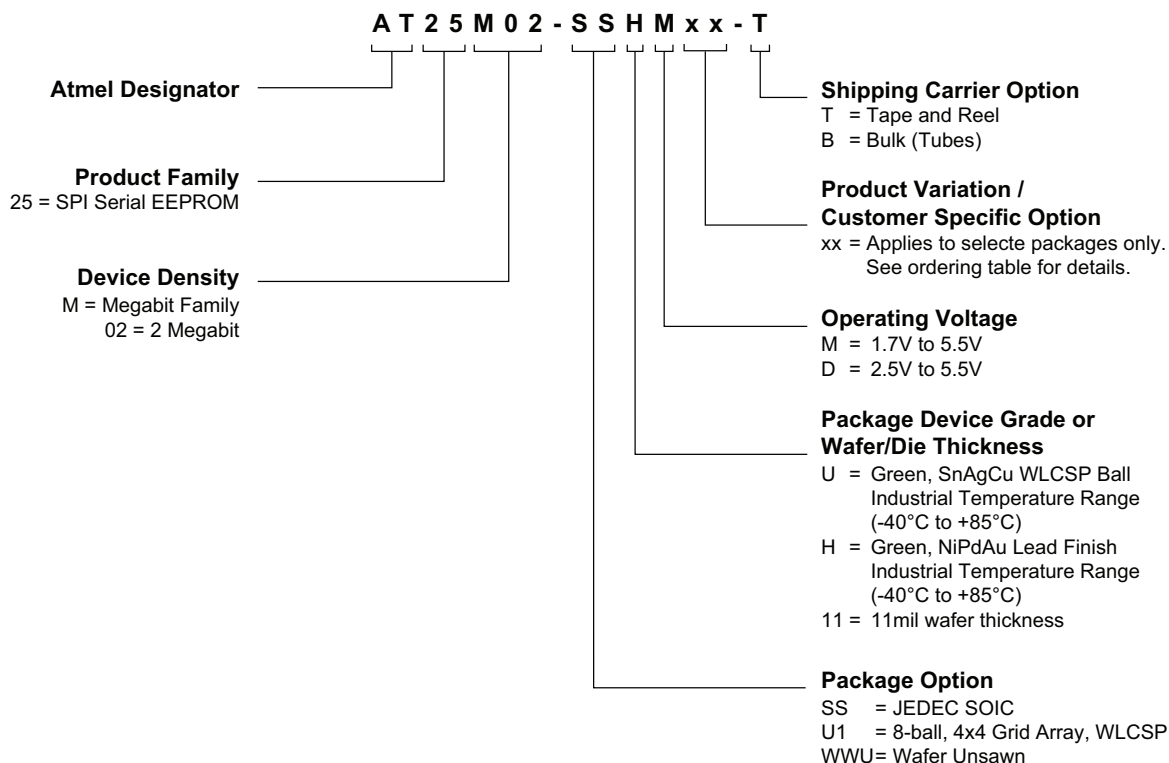 AT25M02-SSHMxx-T
Atmel Designator
Product Family
25 = SPI Serial EEPROM
Device Density
M = Megabit Family
02 = 2 Megabit
Shipping Carrier Option
T = Tape and Reel
B = Bulk (Tubes)
Product Variation /
Customer Specific Option
xx = Applies to selecte packages only.
See ordering table for details.
Operating Voltage
M = 1.7V to 5.5V
D = 2.5V to 5.5V
Package Device Grade or
Wafer/Die Thickness
U = Green, SnAgCu WLCSP Ball
Industrial Temperature Range
(-40°C to +85°C)
H = Green, NiPdAu Lead Finish
Industrial Temperature Range
(-40°C to +85°C)
11 = 11mil wafer thickness
Package Option
SS = JEDEC SOIC
U1 = 8-ball, 4x4 Grid Array, WLCSP
WWU= Wafer Unsawn